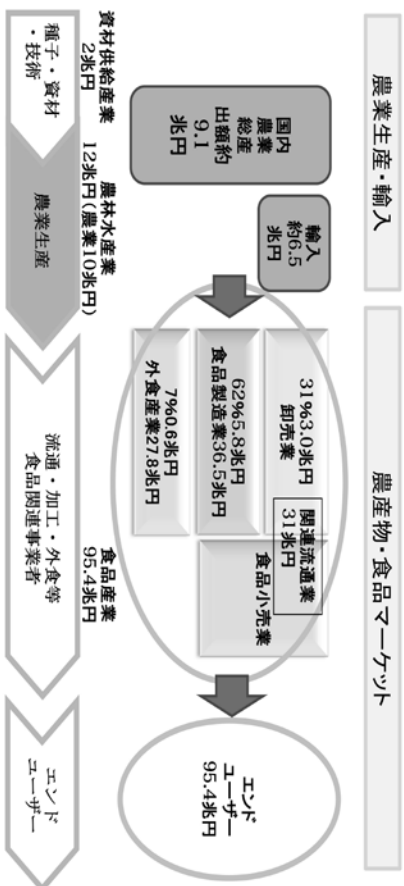 農業生産・輸入
農産物・食品マーケット
国内
農業
総産
出額約
9.1
兆円
輸入
約6.5
兆円
31%3.0兆円
卸売業
62%5.8兆円
食品製造業36.5兆円
7%0.6兆円
外食産業27.8兆円
関連流通業
31兆円
食品小売業
エンド
ユーザー
95.4兆円
資材供給産業
2兆円
農林水産業
12兆円(農業10兆円)
食品産業
95.4兆円
種子・資材
・技術
農業生産
流通・加工・外食等
食品関連事業者
エンド
ユーザー